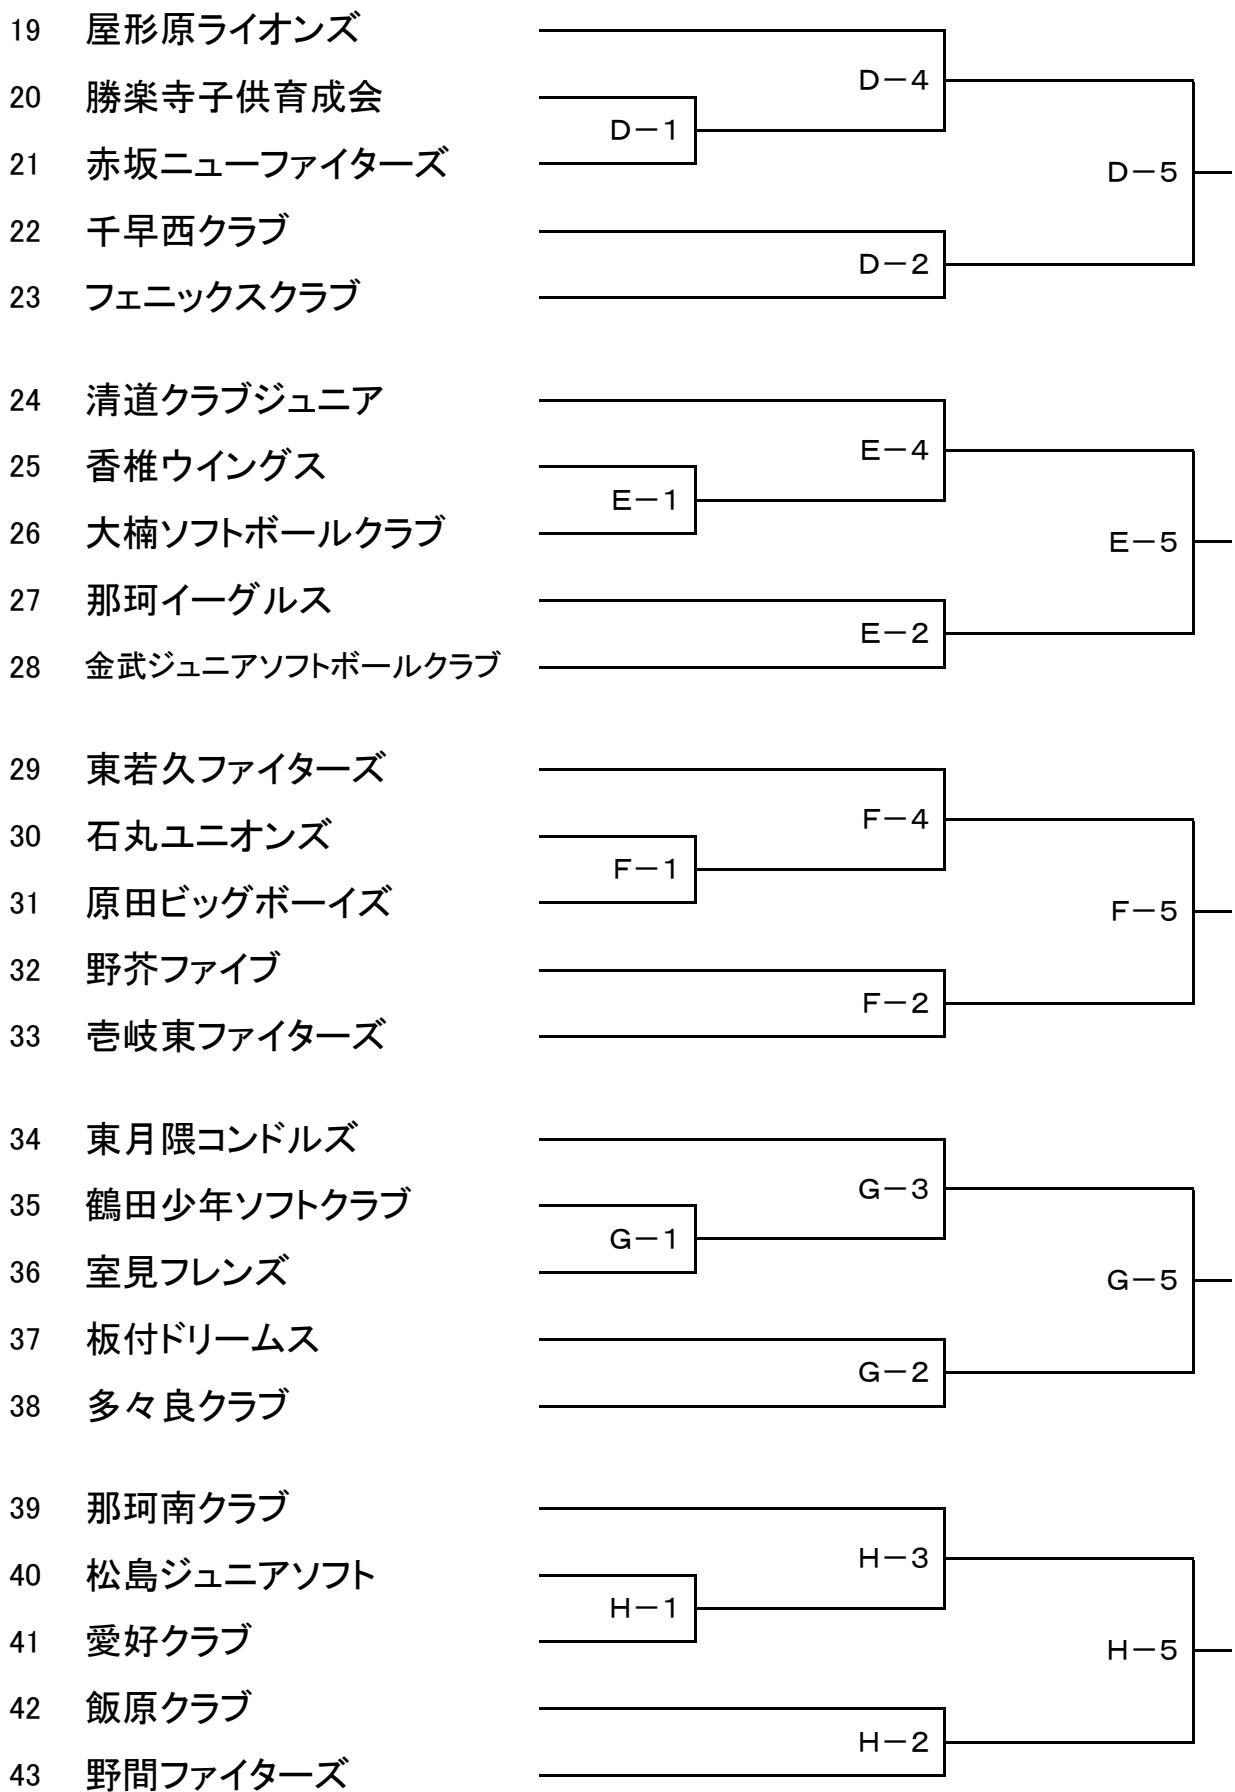 19 屋形原ライオンズ
D－4
20 勝楽寺子供育成会
D－1
21 赤坂ニューファイターズ
D－5
22 千早西クラブ
D－2
23 フェニックスクラブ
24 清道クラブジュニア
E－4
25 香椎ウイングス
E－1
26 大楠ソフトボールクラブ
E－5
27 那珂イーグルス
E－2
28 金武ジュニアソフトボールクラブ
29 東若久ファイターズ
F－4
30 石丸ユニオンズ
F－1
31 原田ビッグボーイズ
F－5
32 野芥ファイブ
F－2
33 壱岐東ファイターズ
34 東月隈コンドルズ
G－3
35 鶴田少年ソフトクラブ
G－1
36 室見フレンズ
G－5
37 板付ドリームス
G－2
38 多々良クラブ
39 那珂南クラブ
H－3
40 松島ジュニアソフト
H－1
41 愛好クラブ
H－5
42 飯原クラブ
H－2
43 野間ファイターズ